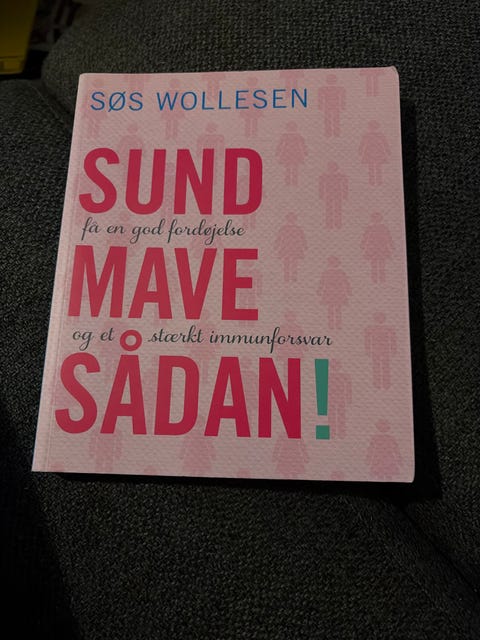 SØS WOLLESEN
SUND
få en god fordøjelse
MAVE
og et stærkt immunforsvar
SÅDAN!